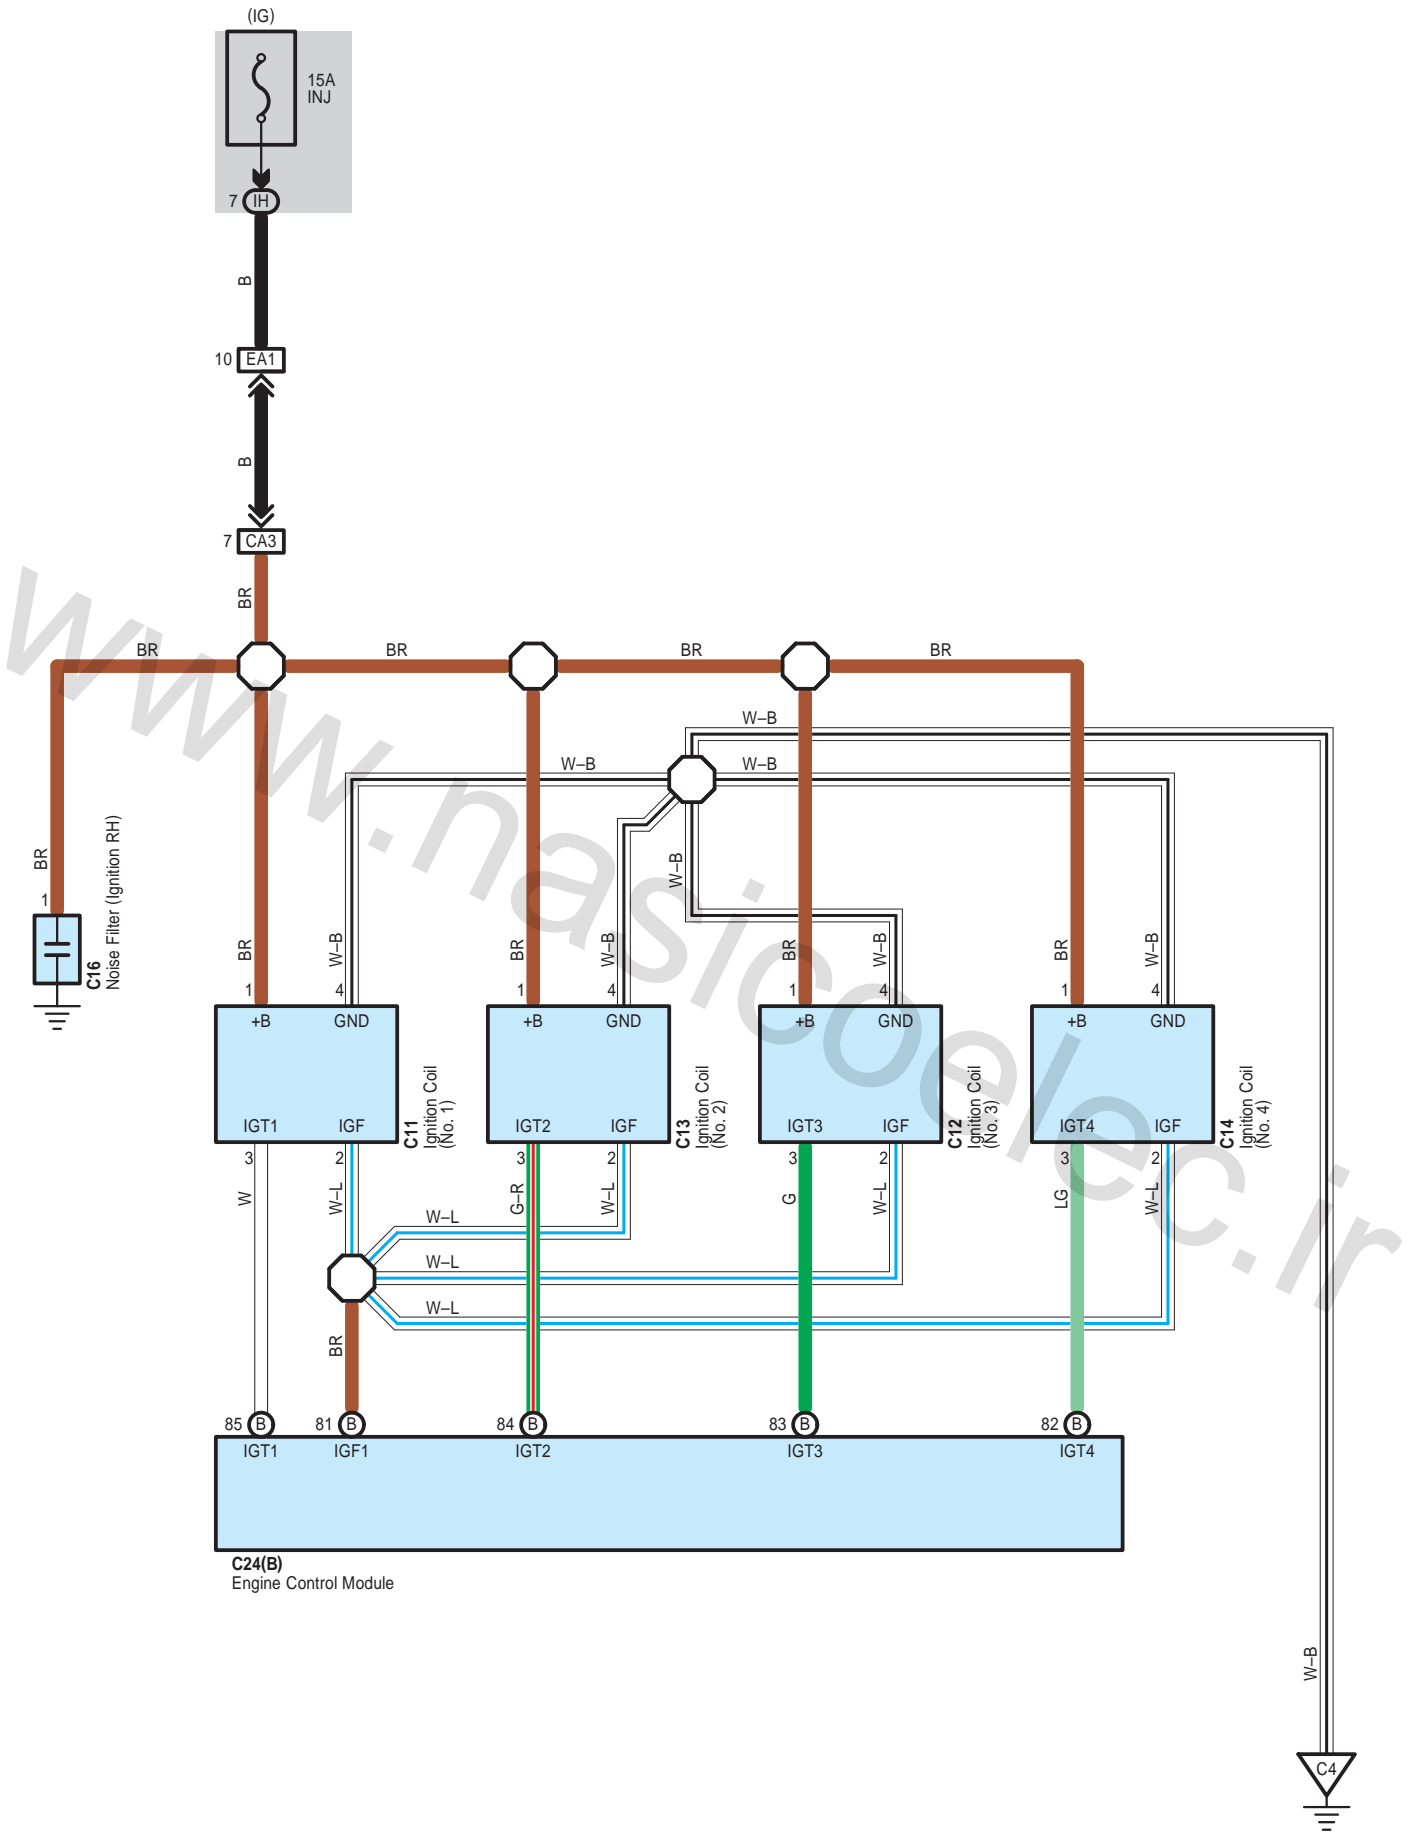 (IG)
15A
INJ
7 IH
B
10 EA1
B
7 CA3
BR
BR BR BR BR
W–B
W–B W–B
W–B
BR
1
C16
Noise Filter (Ignition RH)
BR W–B BR W–B BR W–B BR W–B
1 4 1 4 1 4 1 4
+B GND +B GND +B GND +B GND
IGT1 IGF IGT2 IGF IGT3 IGF IGT4 IGF
C11
Ignition Coil
(No. 1)
C13
Ignition Coil
(No. 2)
C12
Ignition Coil
(No. 3)
C14
Ignition Coil
(No. 4)
3 2 3 2 3 2 3 2
W W–L G–R W–L G W–L LG W–L
W–L
W–L
W–L
BR
85 B 81 B 84 B 83 B 82 B
IGT1 IGF1 IGT2 IGT3 IGT4
C24(B)
Engine Control Module
W–B
C4
www.nasicoelec.ir